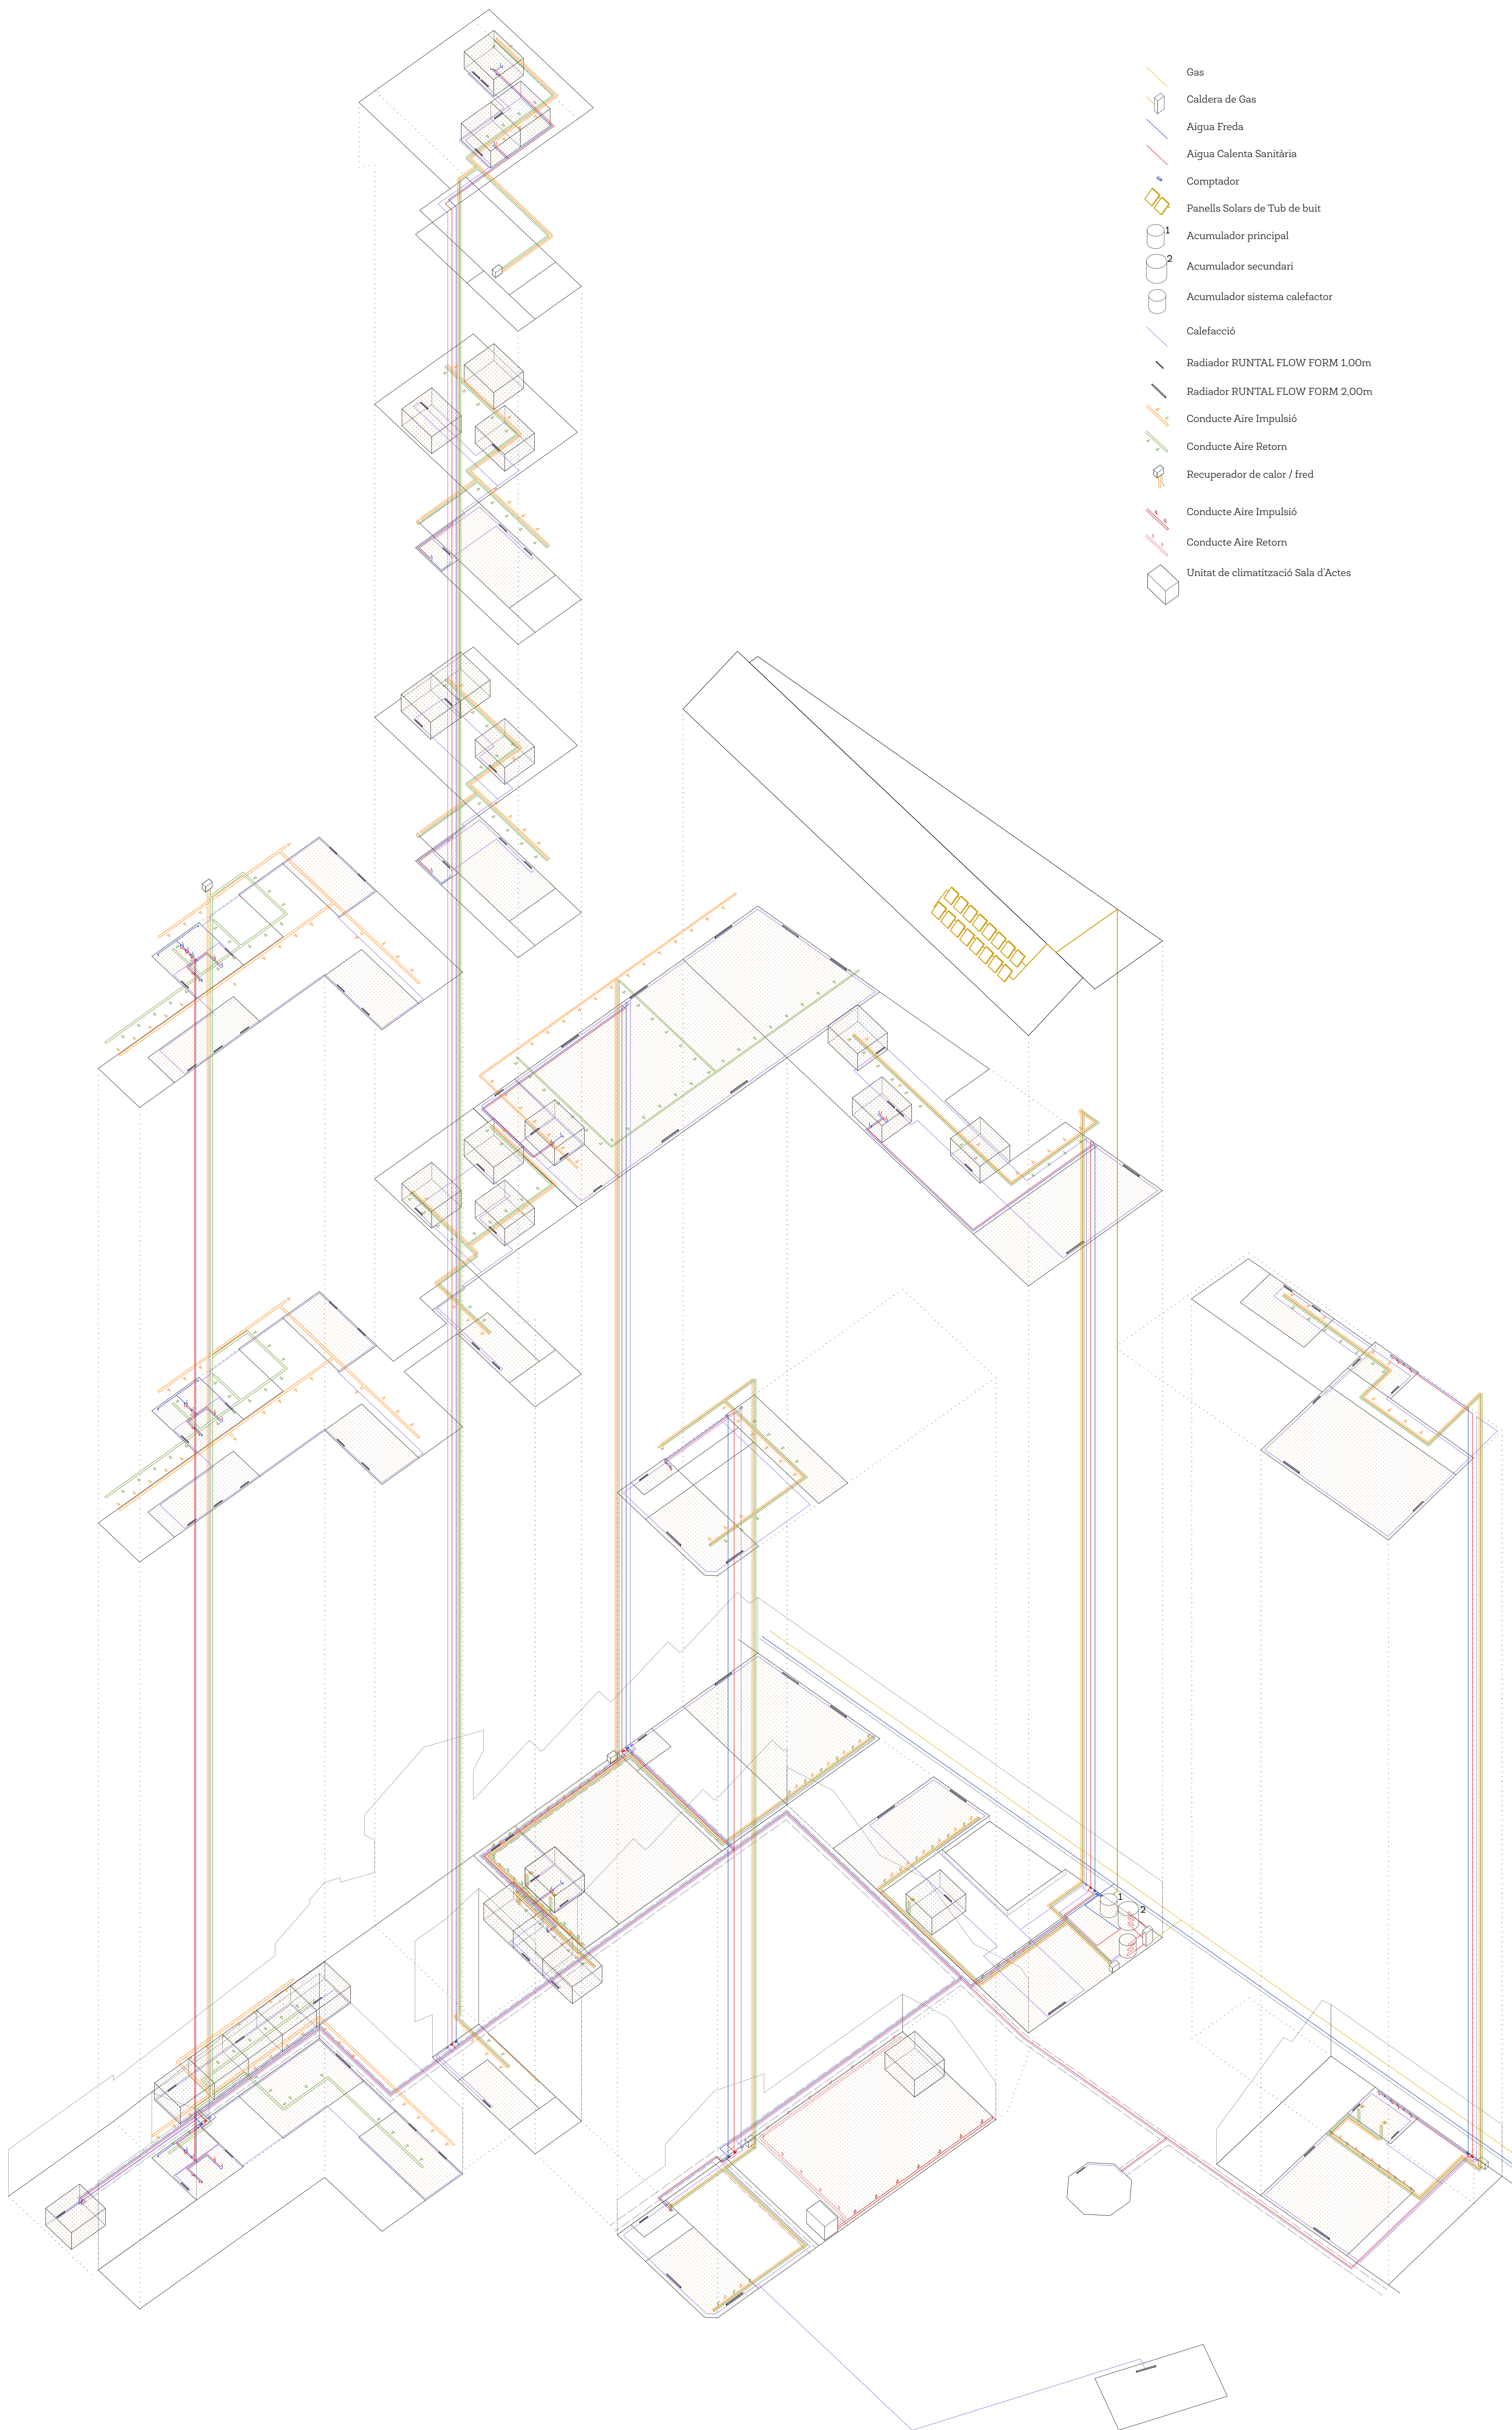 Gas
Caldera de Gas
Aigua Freda
Aigua Calenta Sanitària
Comptador
Panells Solars de Tub de buit
1
Acumulador principal
2
Acumulador secundari
Acumulador sistema calefactor
Calefacció
Radiador RUNTAL FLOW FORM 1,00m
Radiador RUNTAL FLOW FORM 2,00m
Conducte Aire Impulsió
Conducte Aire Retorn
Recuperador de calor / fred
Conducte Aire Impulsió
Conducte Aire Retorn
Unitat de climatització Sala d'Actes
1
2